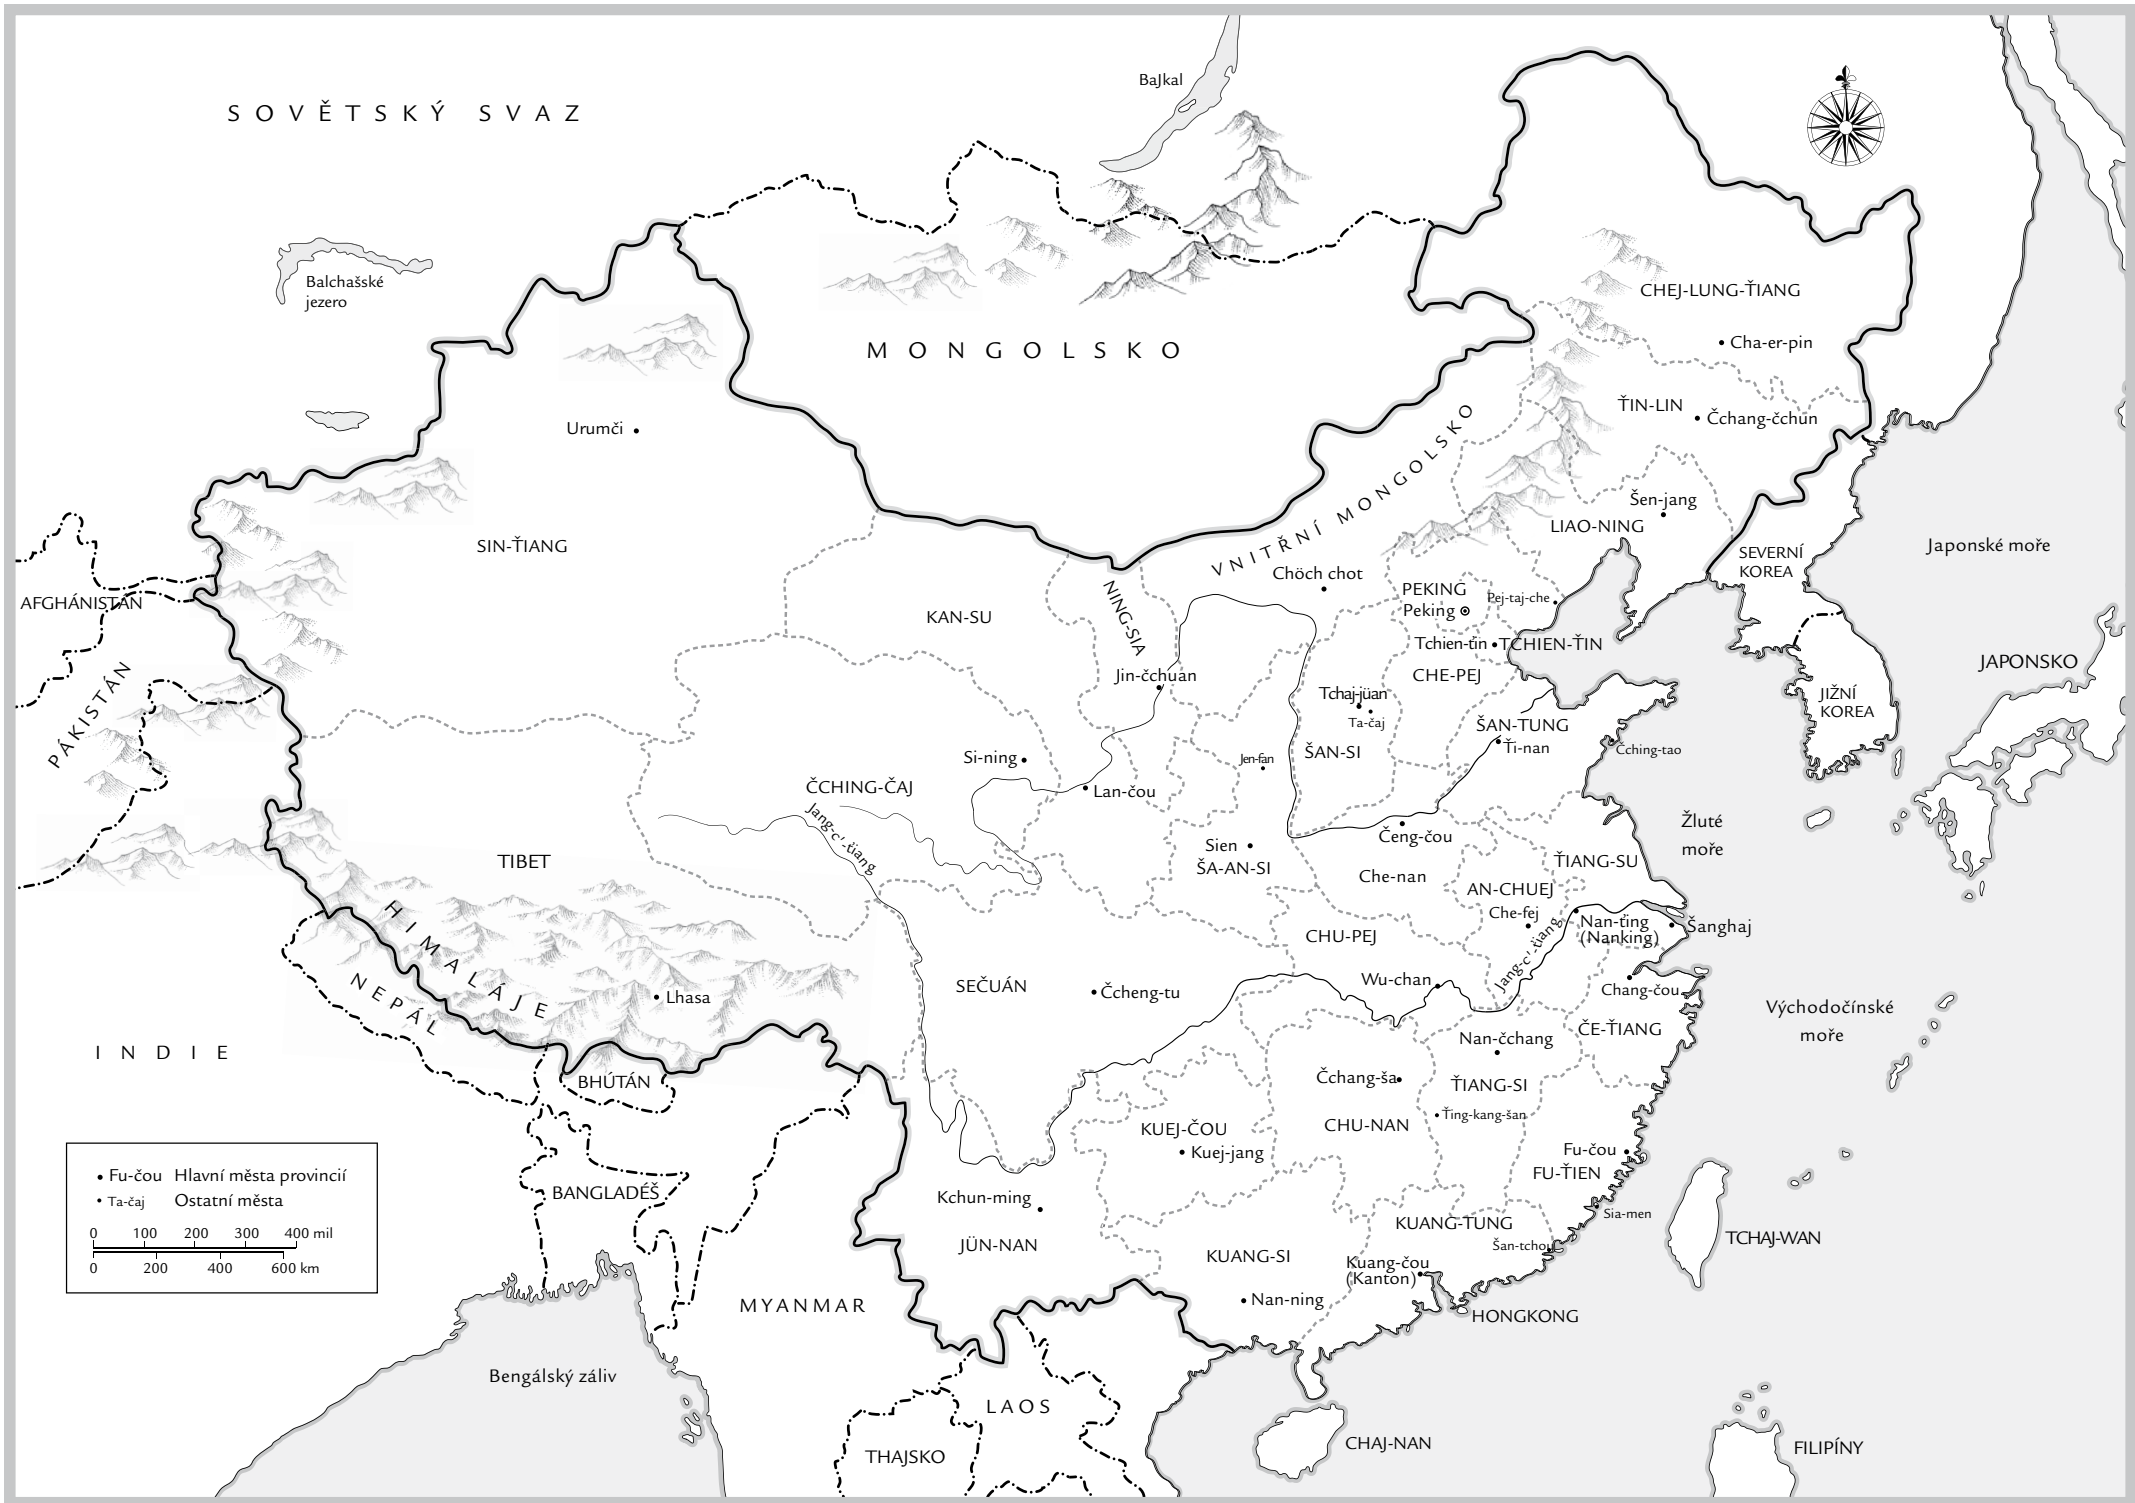 BaJkal
SOVĚTSKÝ SVAZ
Balchašské
jezero
MONGOLSKO
CHEJ-LUNG-ŤIANG
Cha-er-pin
ŤIN-LIN
Čchang-čchun
Urumči
VNITŘNÍ MONGOLSKO
Šen-jang
LIAO-NING
SIN-ŤIANG
SEVERNÍ
KOREA
Japonské moře
Chöch chot
NING-SIA
PEKING
Peking
Pej-taj-che
AFGHÁNISTÁN
KAN-SU
Tchien-ťin
TCHIEN-ŤIN
JAPONSKO
PÁKISTÁN
CHE-PEJ
Jin-čchuan
Tchaj-jüan
Ta-čaj
JIŽNÍ
KOREA
ŠAN-TUNG
Ťi-nan
Čching-tao
ŠAN-SI
Si-ning
Jen-fan
ČCHING-ČAJ
Lan-čou
Jang-c'-ťiang
Žluté
moře
Čeng-čou
Sien
ŠA-AN-SI
TIBET
ŤIANG-SU
Che-nan
AN-CHUEJ
Che-fej
HIMALÁJE
Nan-ťing
(Nanking)
Šanghaj
CHU-PEJ
Jang-c'-ťiang
SEČUÁN
Čcheng-tu
Wu-chan
Chang-čou
Lhasa
NEPÁL
Východočínské
moře
ČE-ŤIANG
Nan-čchang
INDIE
BHÚTÁN
Čchang-ša
ŤIANG-SI
Ťing-kang-šan
KUEJ-ČOU
CHU-NAN
Kuej-jang
Fu-čou
FU-ŤIEN
Fu-čou Hlavní města provincií
Ta-čaj Ostatní města
0 100 200 300 400 mil
0 200 400 600 km
BANGLADÉŠ
Kchun-ming
Sia-men
KUANG-TUNG
Šan-tchou
TCHAJ-WAN
JÜN-NAN
KUANG-SI
Kuang-čou
(Kanton)
Nan-ning
MYANMAR
HONGKONG
Bengálský záliv
LAOS
THAJSKO
CHAJ-NAN
FILIPÍNY